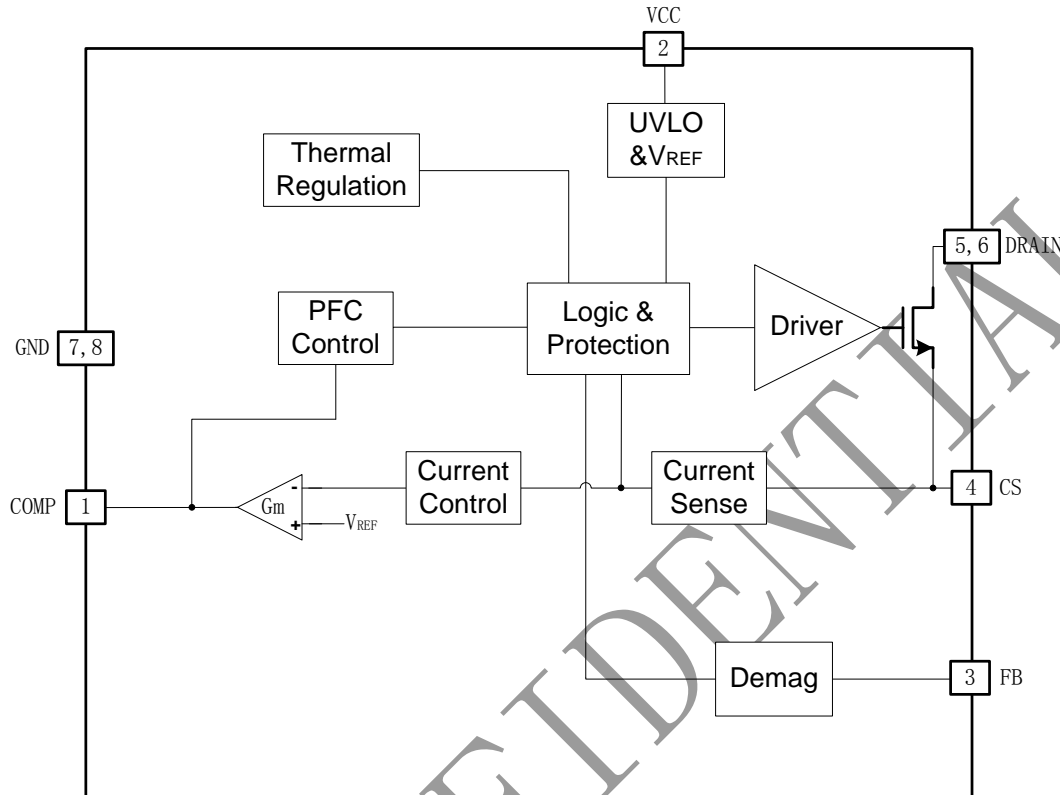 VCC
2
UVLO
&VREF
Thermal
Regulation
5,6 DRAIN
PFC
Control
Logic &
Protection
Driver
GND 7,8
Current
Control
Current
Sense
COMP 1
Gm
-
+
VREF
4 CS
Demag
3 FB
FIDENTIAL